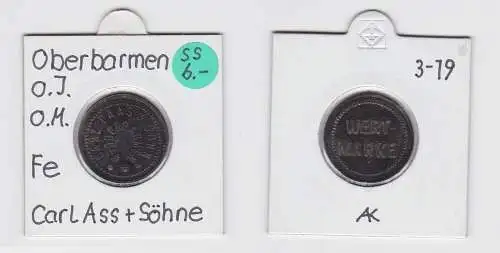 Oberbarmen
SS
6.-
O.J.
O.M.
Fe
Carl Ass + Söhne
3-19
WERT-
MARKE
AK